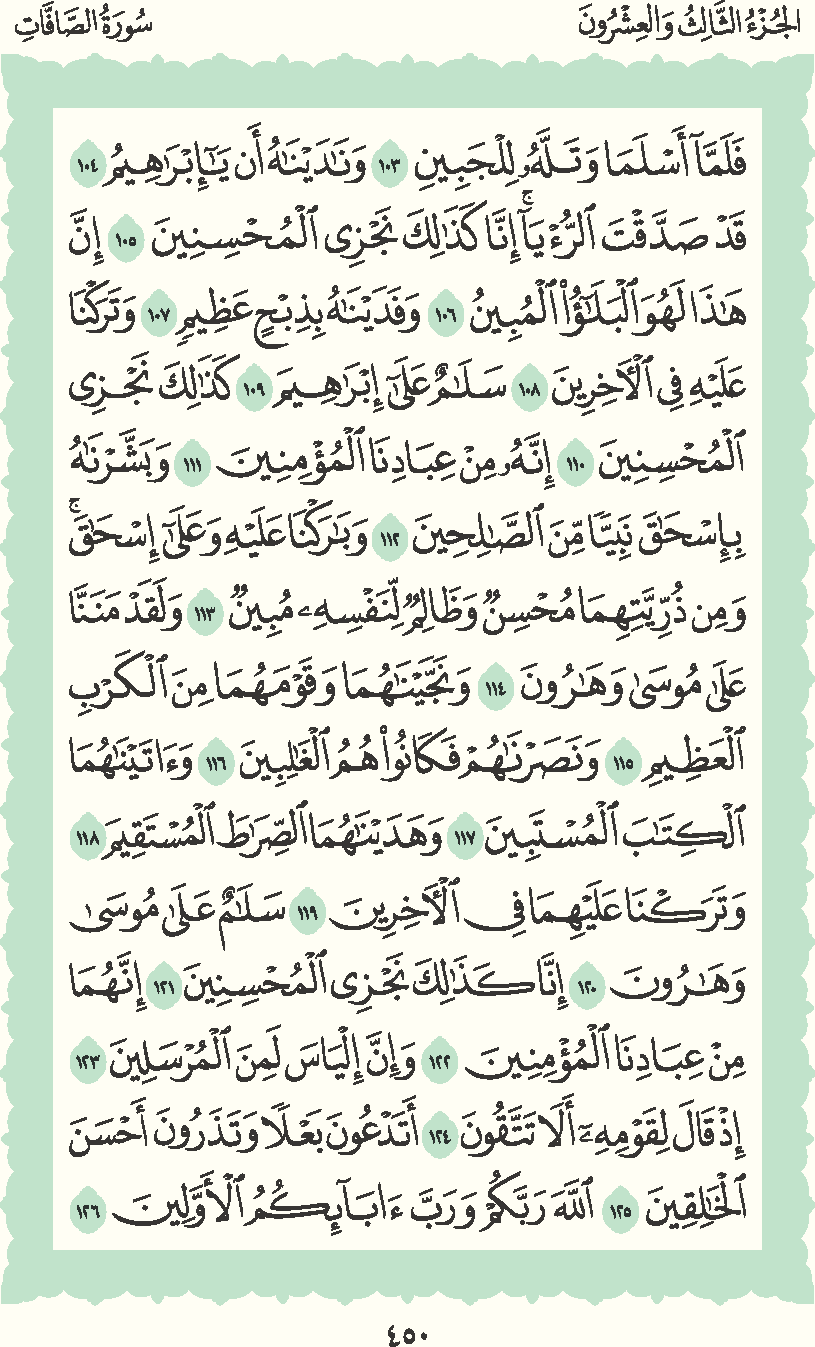 الجُزْءُ الثَّالِثُ وَالعِشْرُونَ
سُورَةُ الصَّافَّاتِ
فَلَمَّآ أَسْلَمَا وَتَلَّهُۥ لِلْجَبِينِ ١٠٣ وَنَٰدَيْنَٰهُ أَن يَٰٓإِبْرَٰهِيمُ ١٠٤
قَدْ صَدَّقْتَ ٱلرُّءْيَآۚ إِنَّا كَذَٰلِكَ نَجْزِى ٱلْمُحْسِنِينَ ١٠٥ إِنَّ
هَٰذَا لَهُوَ ٱلْبَلَٰٓؤُا۟ ٱلْمُبِينُ ١٠٦ وَفَدَيْنَٰهُ بِذِبْحٍ عَظِيمٍ ١٠٧ وَتَرَكْنَا
عَلَيْهِ فِى ٱلْأَخِرِينَ ١٠٨ سَلَٰمٌ عَلَىٰٓ إِبْرَٰهِيمَ ١٠٩ كَذَٰلِكَ نَجْزِى
ٱلْمُحْسِنِينَ ١١٠ إِنَّهُۥ مِنْ عِبَادِنَا ٱلْمُؤْمِنِينَ ١١١ وَبَشَّرْنَٰهُ
بِإِسْحَٰقَ نَبِيًّا مِّنَ ٱلصَّٰلِحِينَ ١١٢ وَبَٰرَكْنَا عَلَيْهِ وَعَلَىٰٓ إِسْحَٰقَۚ
وَمِن ذُرِّيَّتِهِمَا مُحْسِنٌ وَظَالِمٌ لِّنَفْسِهِۦ مُبِينٌ ١١٣ وَلَقَدْ مَنَنَّا
عَلَىٰ مُوسَىٰ وَهَٰرُونَ ١١٤ وَنَجَّيْنَٰهُمَا وَقَوْمَهُمَا مِنَ ٱلْكَرْبِ
ٱلْعَظِيمِ ١١٥ وَنَصَرْنَٰهُمْ فَكَانُوا۟ هُمُ ٱلْغَٰلِبِينَ ١١٦ وَءَاتَيْنَٰهُمَا
ٱلْكِتَٰبَ ٱلْمُسْتَبِينَ ١١٧ وَهَدَيْنَٰهُمَا ٱلصِّرَٰطَ ٱلْمُسْتَقِيمَ ١١٨
وَتَرَكْنَا عَلَيْهِمَا فِى ٱلْأَخِرِينَ ١١٩ سَلَٰمٌ عَلَىٰ مُوسَىٰ
وَهَٰرُونَ ١٢٠ إِنَّا كَذَٰلِكَ نَجْزِى ٱلْمُحْسِنِينَ ١٢١ إِنَّهُمَا
مِنْ عِبَادِنَا ٱلْمُؤْمِنِينَ ١٢٢ وَإِنَّ إِلْيَاسَ لَمِنَ ٱلْمُرْسَلِينَ ١٢٣
إِذْ قَالَ لِقَوْمِهِۦٓ أَلَا تَتَّقُونَ ١٢٤ أَتَدْعُونَ بَعْلًا وَتَذَرُونَ أَحْسَنَ
ٱلْخَٰلِقِينَ ١٢٥ ٱللَّهَ رَبَّكُمْ وَرَبَّ ءَابَآئِكُمُ ٱلْأَوَّلِينَ ١٢٦
٤٥٠